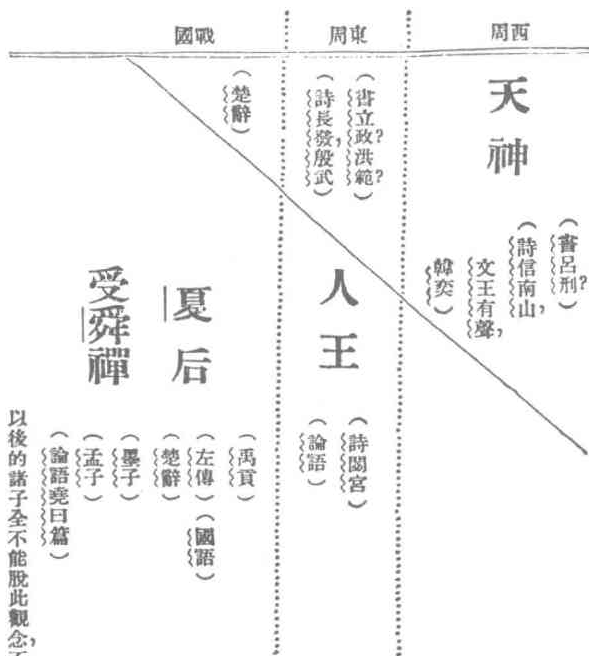 西周
東周
戰國
天神
(書呂刑?)
(詩信南山,
文王有聲,
韓奕)
(書立政?洪範?
(詩長發,殷武)
人王
(詩閟宮)
(論語)
(楚辭)
夏后
受舜禪
(禹貢)
(左傳)(國語)
(楚辭)
(墨子)
(孟子)
(論語堯曰篇)
以後的諸子全不能脫此觀念,